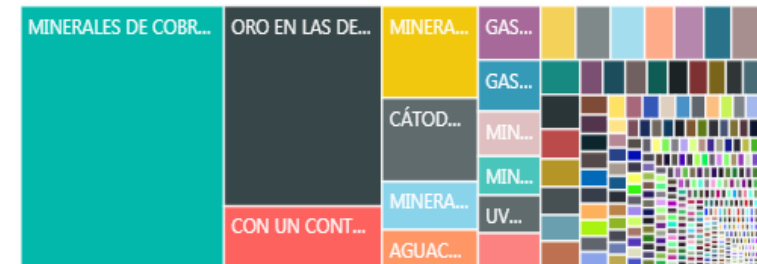 MINERALES DE COBR...
ORO EN LAS DE...
CON UN CONT...
MINERA...
CÁTOD...
MINERA...
AGUAC...
GAS...
GAS...
MIN...
MIN...
UV...